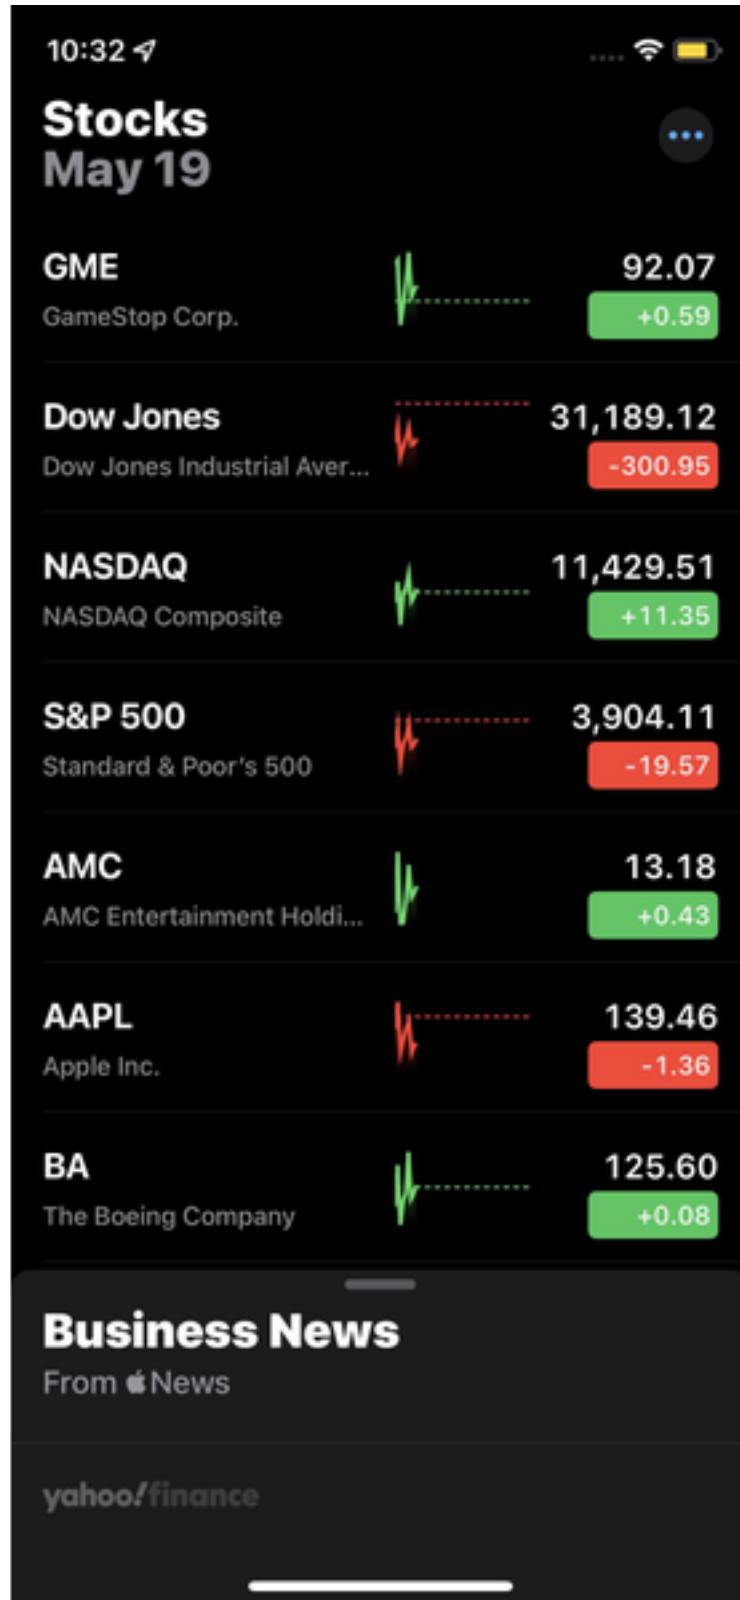 10:32
Stocks
May 19
GME
92.07
GameStop Corp.
+0.59
Dow Jones
31,189.12
Dow Jones Industrial Aver...
-300.95
NASDAQ
11,429.51
NASDAQ Composite
+11.35
S&P 500
3,904.11
Standard & Poor's 500
-19.57
AMC
13.18
AMC Entertainment Holdi...
+0.43
AAPL
139.46
Apple Inc.
-1.36
BA
125.60
The Boeing Company
+0.08
Business News
From News
yahoo!finance